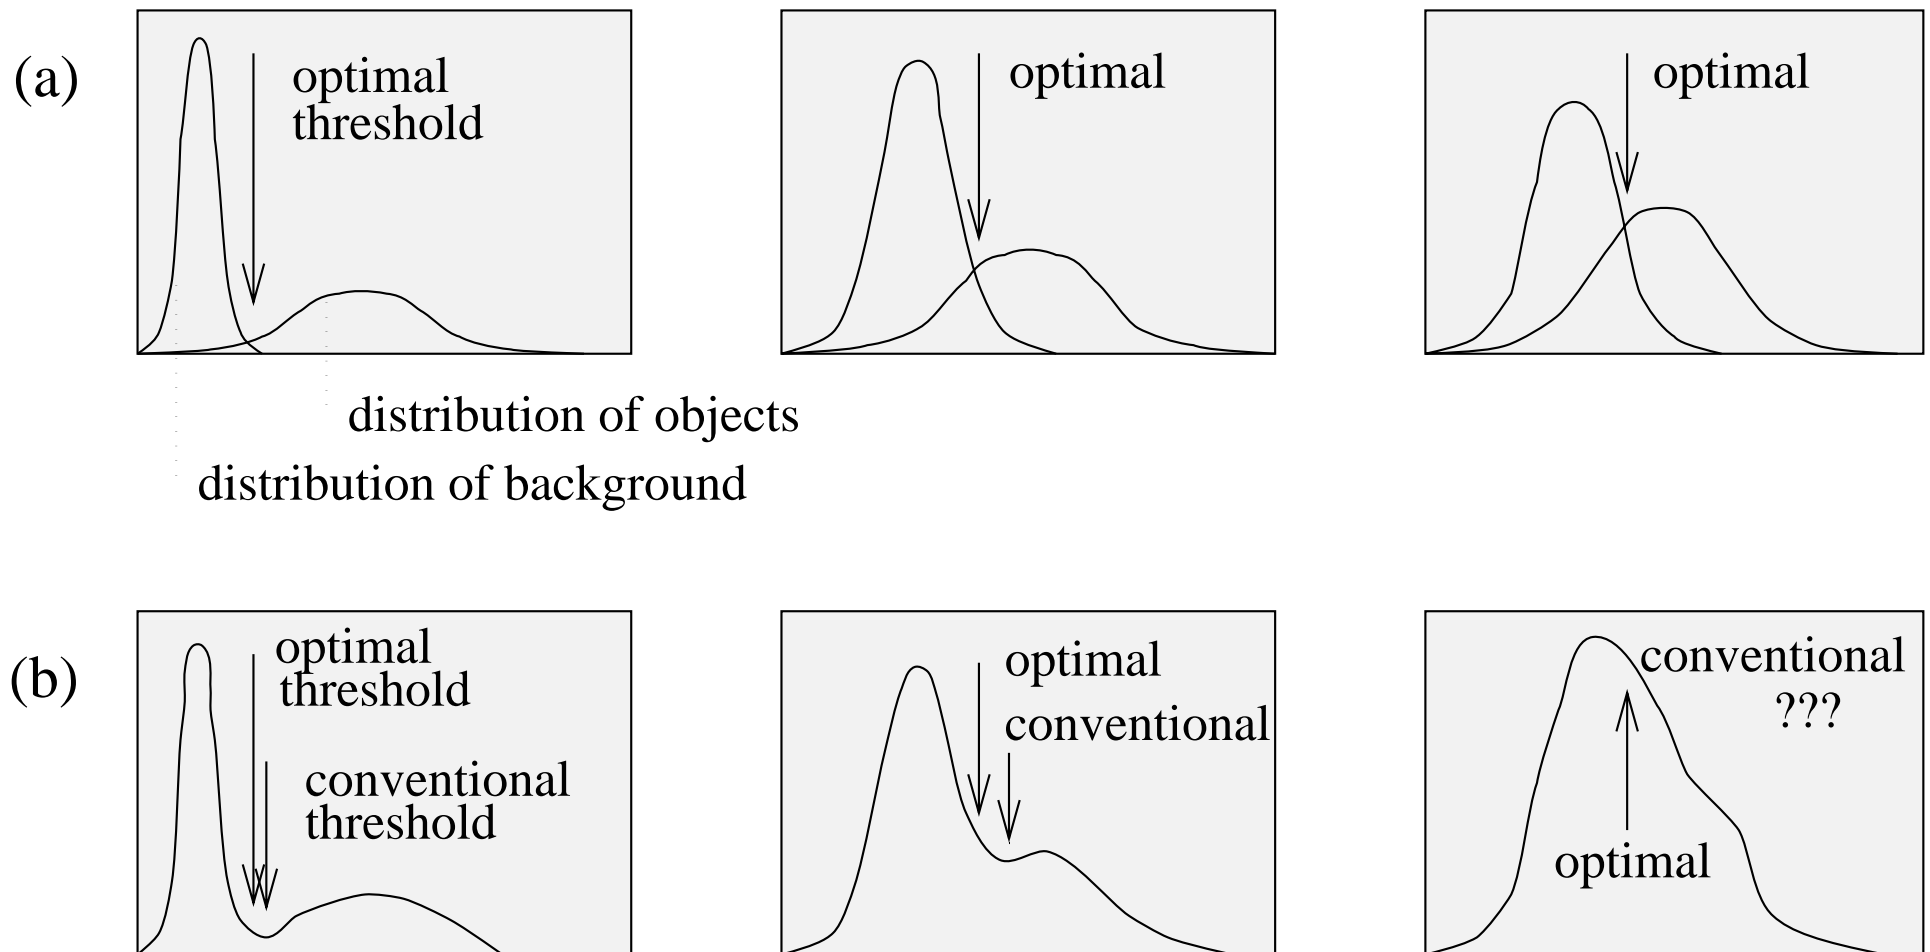 (a)
optimal
threshold
optimal
optimal
distribution of objects
distribution of background
(b)
optimal
threshold
conventional
threshold
optimal
conventional
conventional
???
optimal